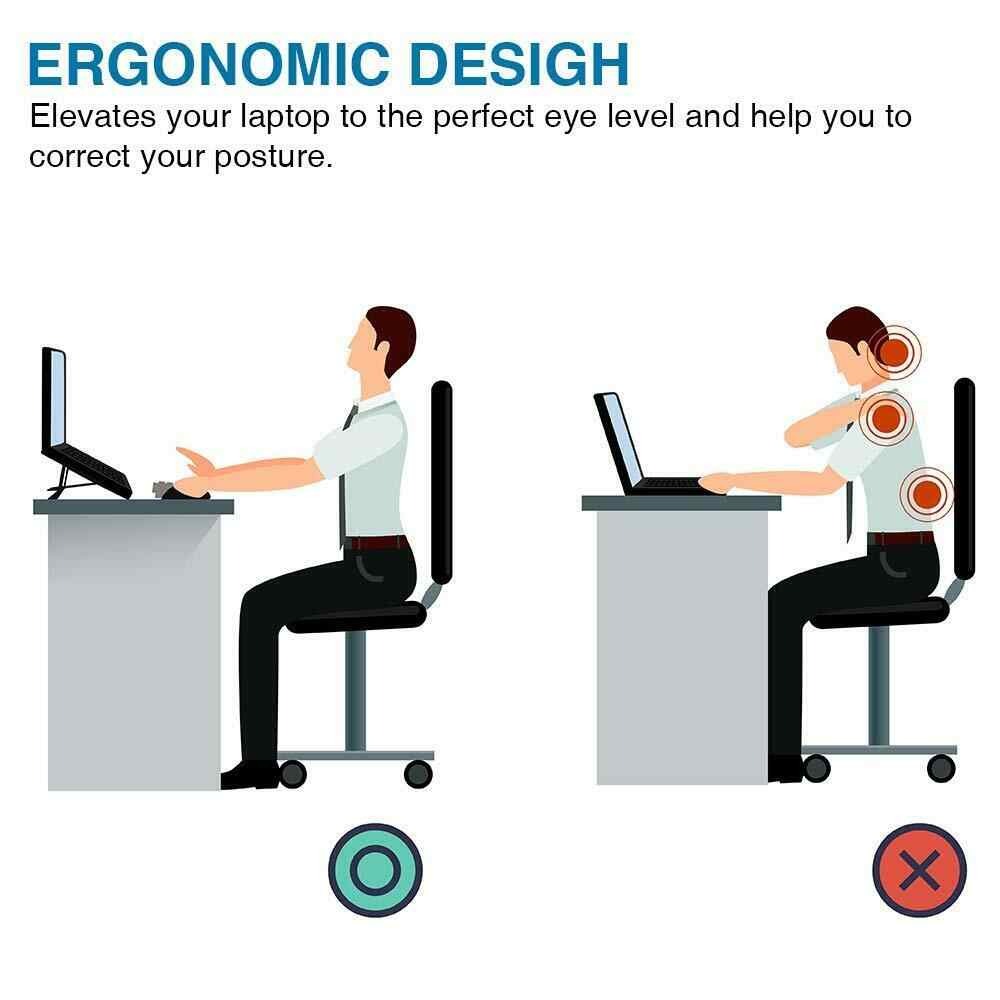 ERGONOMIC DESIGH
Elevates your laptop to the perfect eye level and help you to
correct your posture.